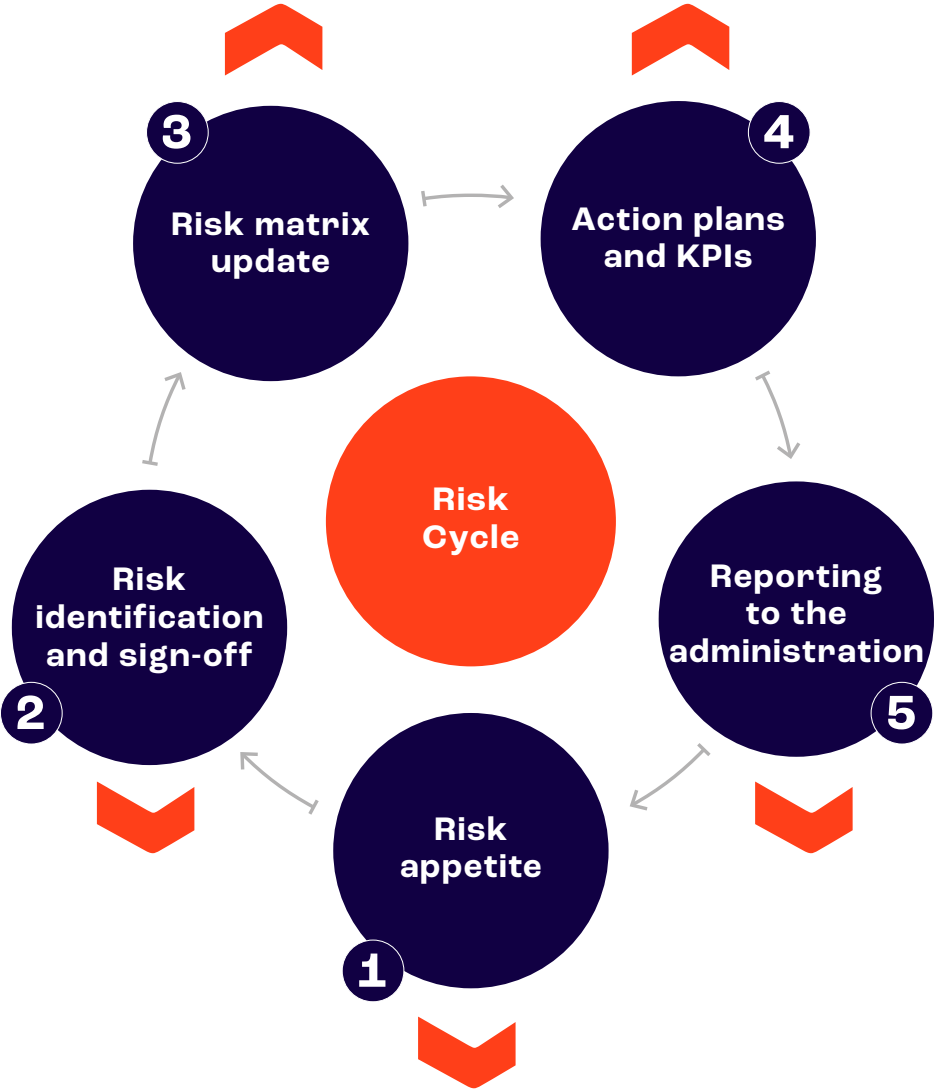 3
Risk matrix
update
4
Action plans
and KPIs
Risk
Cycle
Risk
identification
and sign-off
2
Reporting
to the
administration
5
Risk
appetite
1